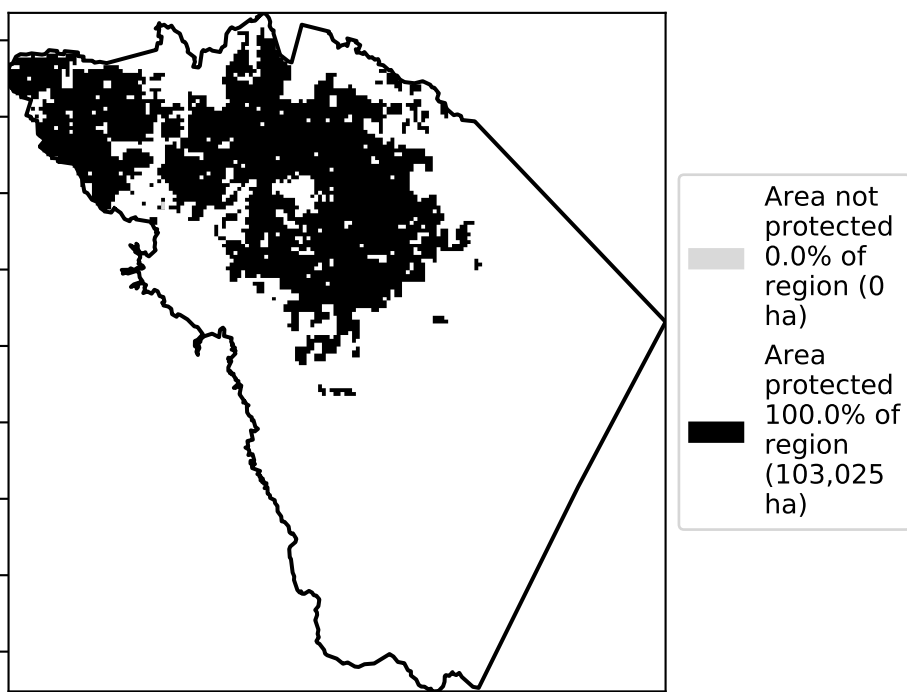 Area not
protected
0.0% of
region (0
ha)
Area
protected
100.0% of
region
(103,025
ha)